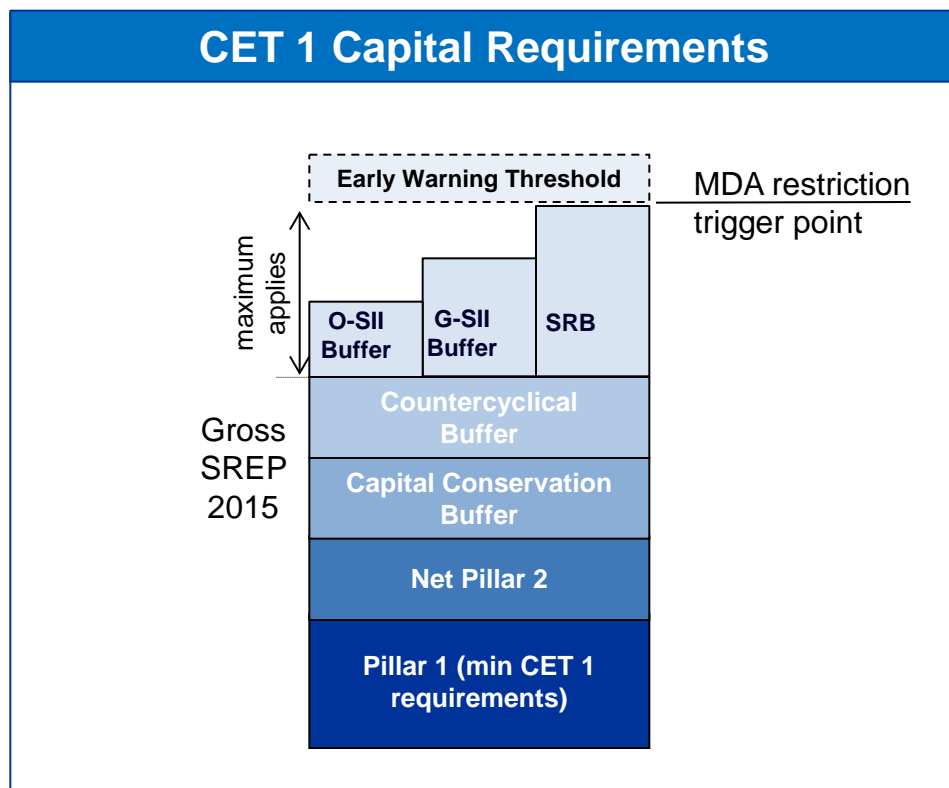 CET 1 Capital Requirements
Early Warning Threshold
MDA restriction
trigger point
maximum
applies
O-SII
Buffer
G-SII
Buffer
SRB
Countercyclical
Buffer
Gross
SREP
2015
Capital Conservation
Buffer
Net Pillar 2
Pillar 1 (min CET 1
requirements)